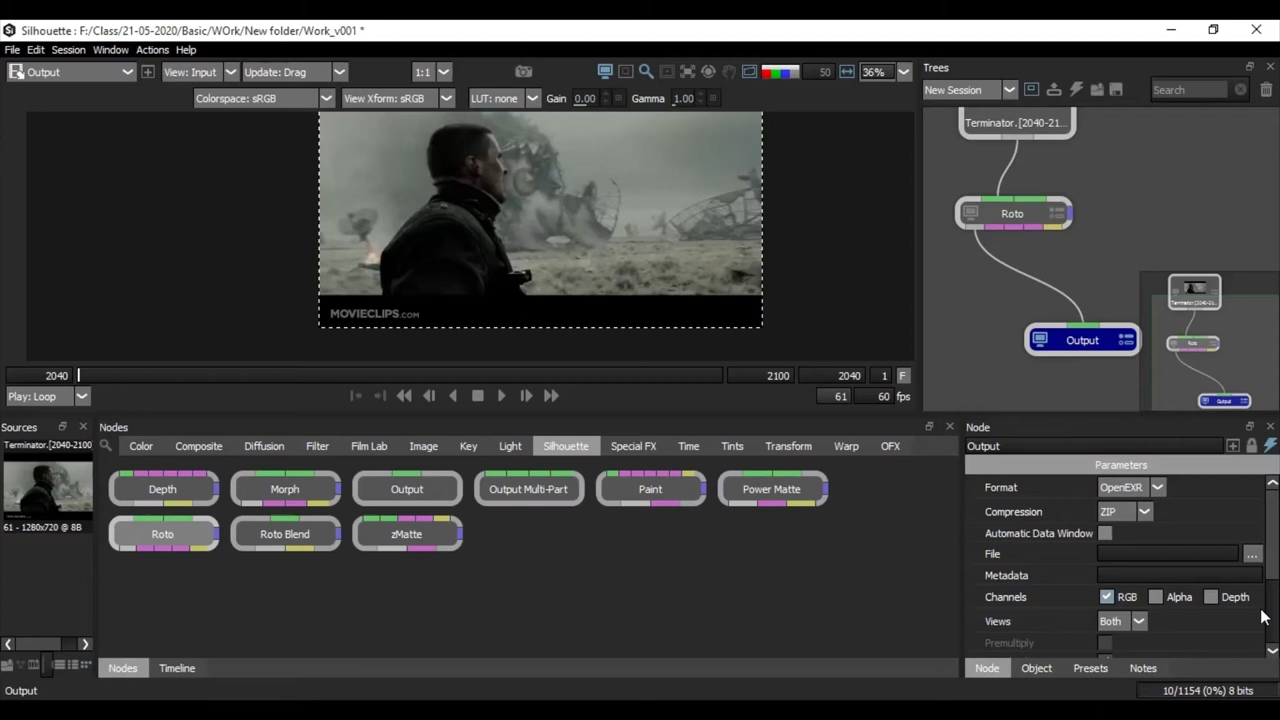 Silhouette : F:/Class/21-05-2020/Basic/WOrk/New folder/Work_v001 *
File Edit Session Window Actions Help
Output View: Input Update: Drag 1:1 50 36%
Colorspace: sRGB View Xform: sRGB LUT: none Gain 0.00 Gamma 1.00
MOVIECLIPS.COM
2040 2100 2040 1 F
Play: Loop 61 60 fps
Trees
New Session Search
Terminator.[2040-21...
Roto
Output
Roto
Output
Sources
Terminator.[2040-2100
61 - 1280x720 @ 8B
Nodes
Color Composite Diffusion Filter Film Lab Image Key Light Silhouette Special FX Time Tints Transform Warp OFX
Depth Morph Output Output Multi-Part Paint Power Matte
Roto Roto Blend zMatte
Nodes Timeline
Node
Output
Parameters
Format OpenEXR
Compression ZIP
Automatic Data Window
File ...
Metadata
Channels RGB Alpha Depth
Views Both
Premultiply
Node Object Presets Notes
Output 10/1154 (0%) 8 bits